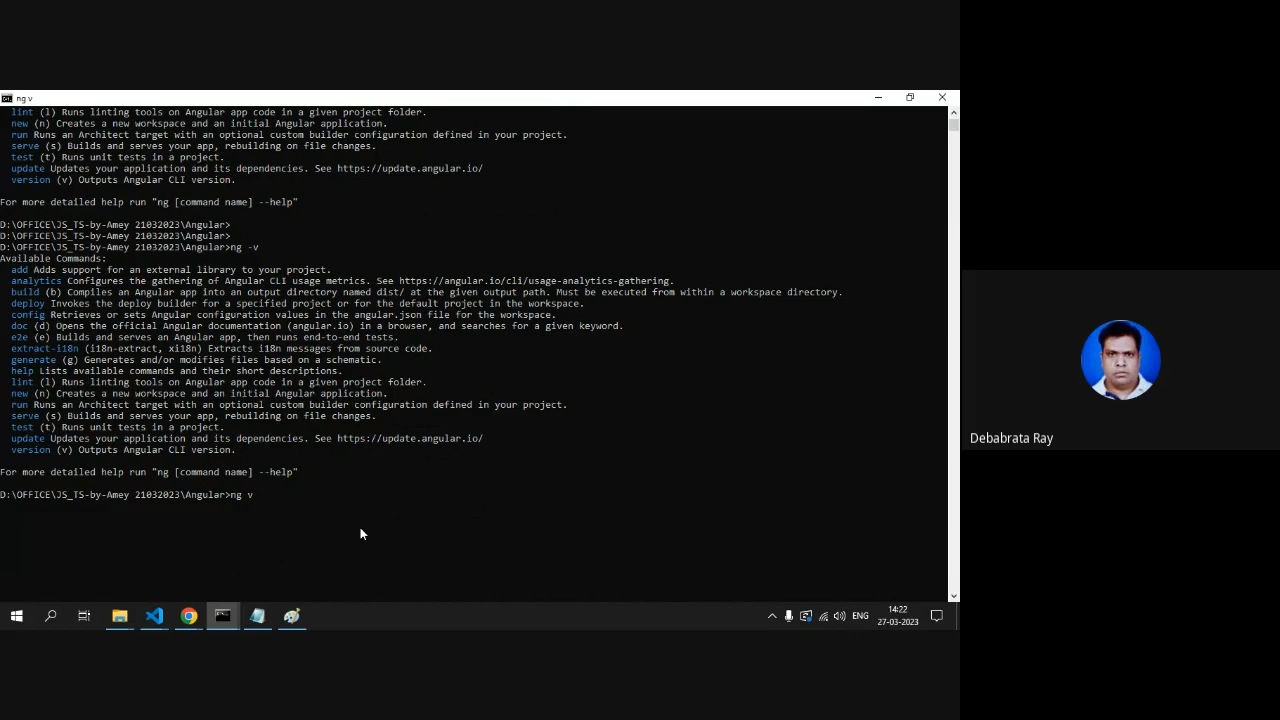 ng v
lint (l) Runs linting tools on Angular app code in a given project folder.
new (n) Creates a new workspace and an initial Angular application.
run Runs an Architect target with an optional custom builder configuration defined in your project.
serve (s) Builds and serves your app, rebuilding on file changes.
test (t) Runs unit tests in a project.
update Updates your application and its dependencies. See https://update.angular.io/
version (v) Outputs Angular CLI version.
For more detailed help run "ng [command name] --help"
D:\OFFICE\JS_TS-by-Amey 21032023\Angular>
D:\OFFICE\JS_TS-by-Amey 21032023\Angular>
D:\OFFICE\JS_TS-by-Amey 21032023\Angular>ng -v
Available Commands:
add Adds support for an external library to your project.
analytics Configures the gathering of Angular CLI usage metrics. See https://angular.io/cli/usage-analytics-gathering.
build (b) Compiles an Angular app into an output directory named dist/ at the given output path. Must be executed from within a workspace directory.
deploy Invokes the deploy builder for a specified project or for the default project in the workspace.
config Retrieves or sets Angular configuration values in the angular.json file for the workspace.
doc (d) Opens the official Angular documentation (angular.io) in a browser, and searches for a given keyword.
e2e (e) Builds and serves an Angular app, then runs end-to-end tests.
extract-i18n (i18n-extract, xi18n) Extracts i18n messages from source code.
generate (g) Generates and/or modifies files based on a schematic.
help Lists available commands and their short descriptions.
lint (l) Runs linting tools on Angular app code in a given project folder.
new (n) Creates a new workspace and an initial Angular application.
run Runs an Architect target with an optional custom builder configuration defined in your project.
serve (s) Builds and serves your app, rebuilding on file changes.
test (t) Runs unit tests in a project.
update Updates your application and its dependencies. See https://update.angular.io/
version (v) Outputs Angular CLI version.
For more detailed help run "ng [command name] --help"
D:\OFFICE\JS_TS-by-Amey 21032023\Angular>ng v
Debabrata Ray
ENG
14:22
27-03-2023